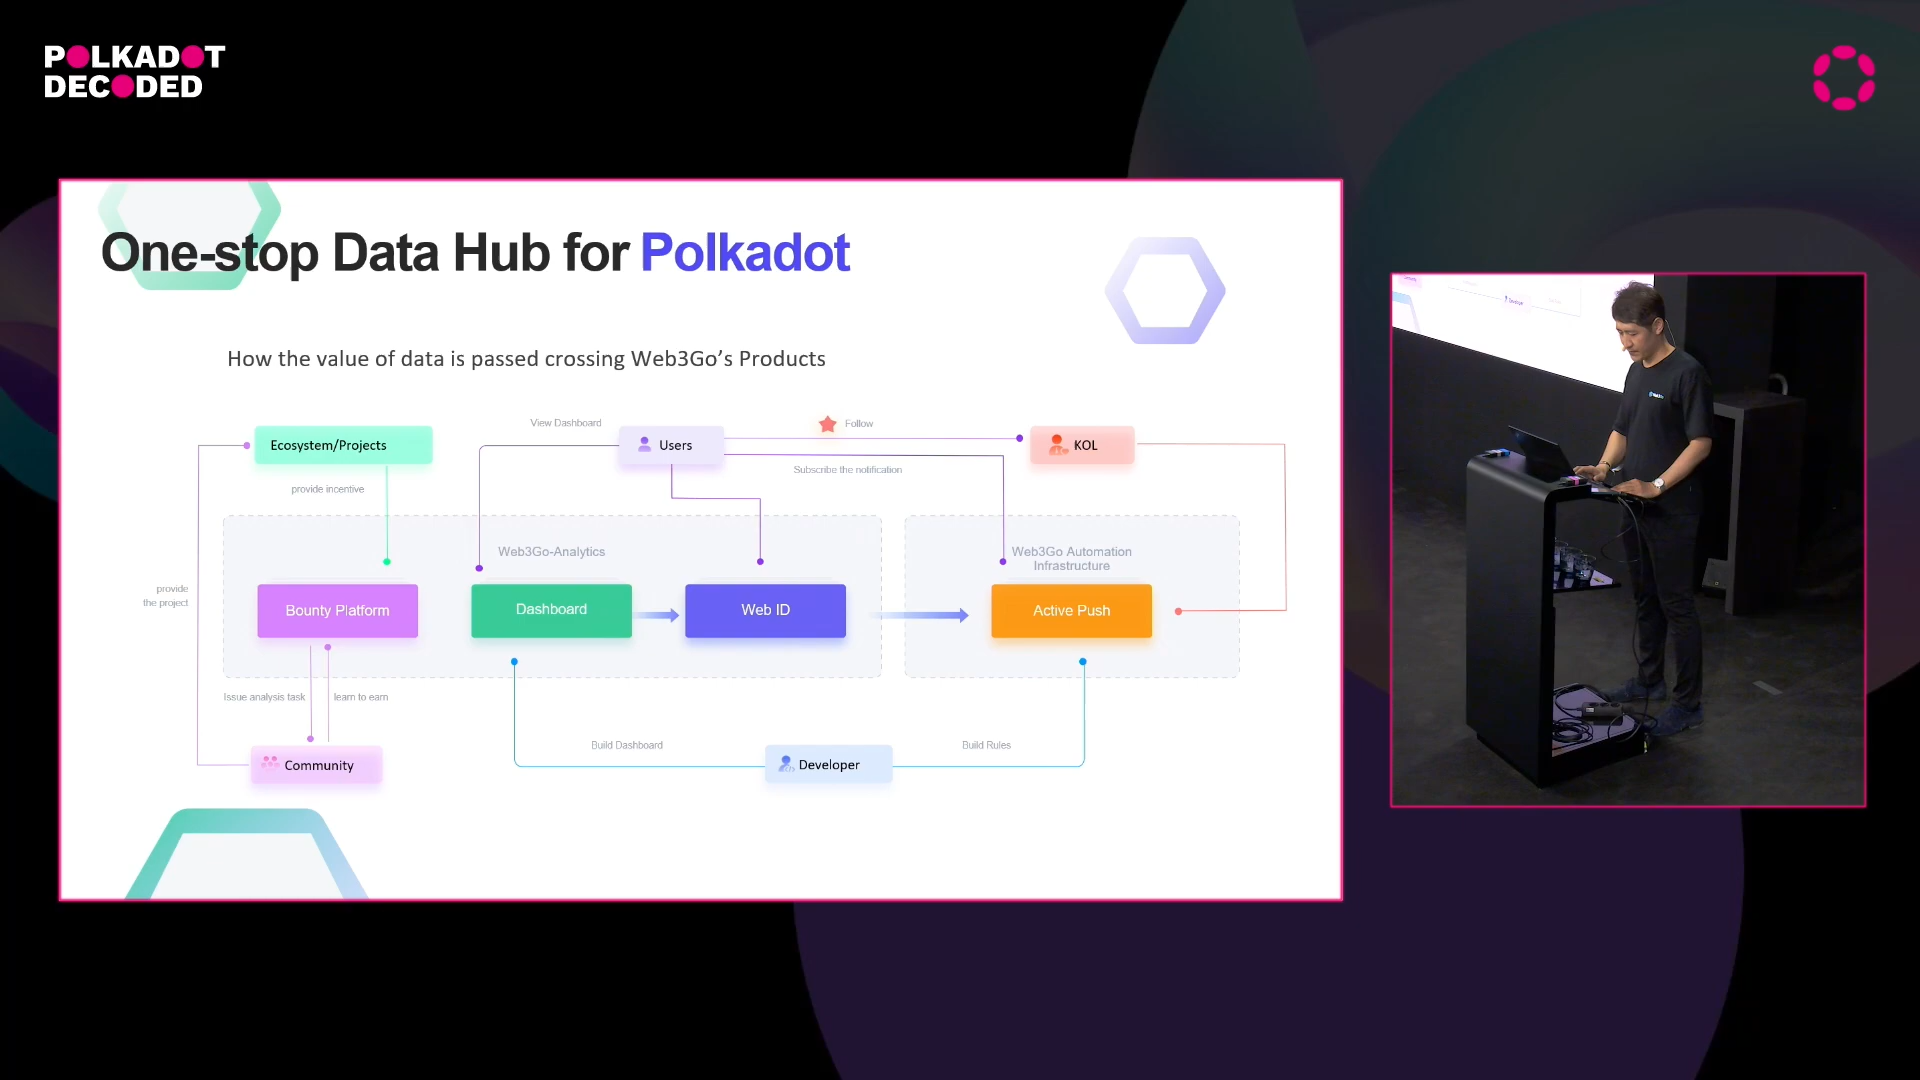 POLKADOT
DECODED
One-stop Data Hub for Polkadot
How the value of data is passed crossing Web3Go's Products
View Dashboard
Users
Follow
Ecosystem/Projects
KOL
Subscribe the notification
provide incentive
Web3Go-Analytics
Web3Go Automation
Infrastructure
provide
the project
Bounty Platform
Dashboard
Web ID
Active Push
Issue analysis task
learn to earn
Build Dashboard
Build Rules
Community
Developer